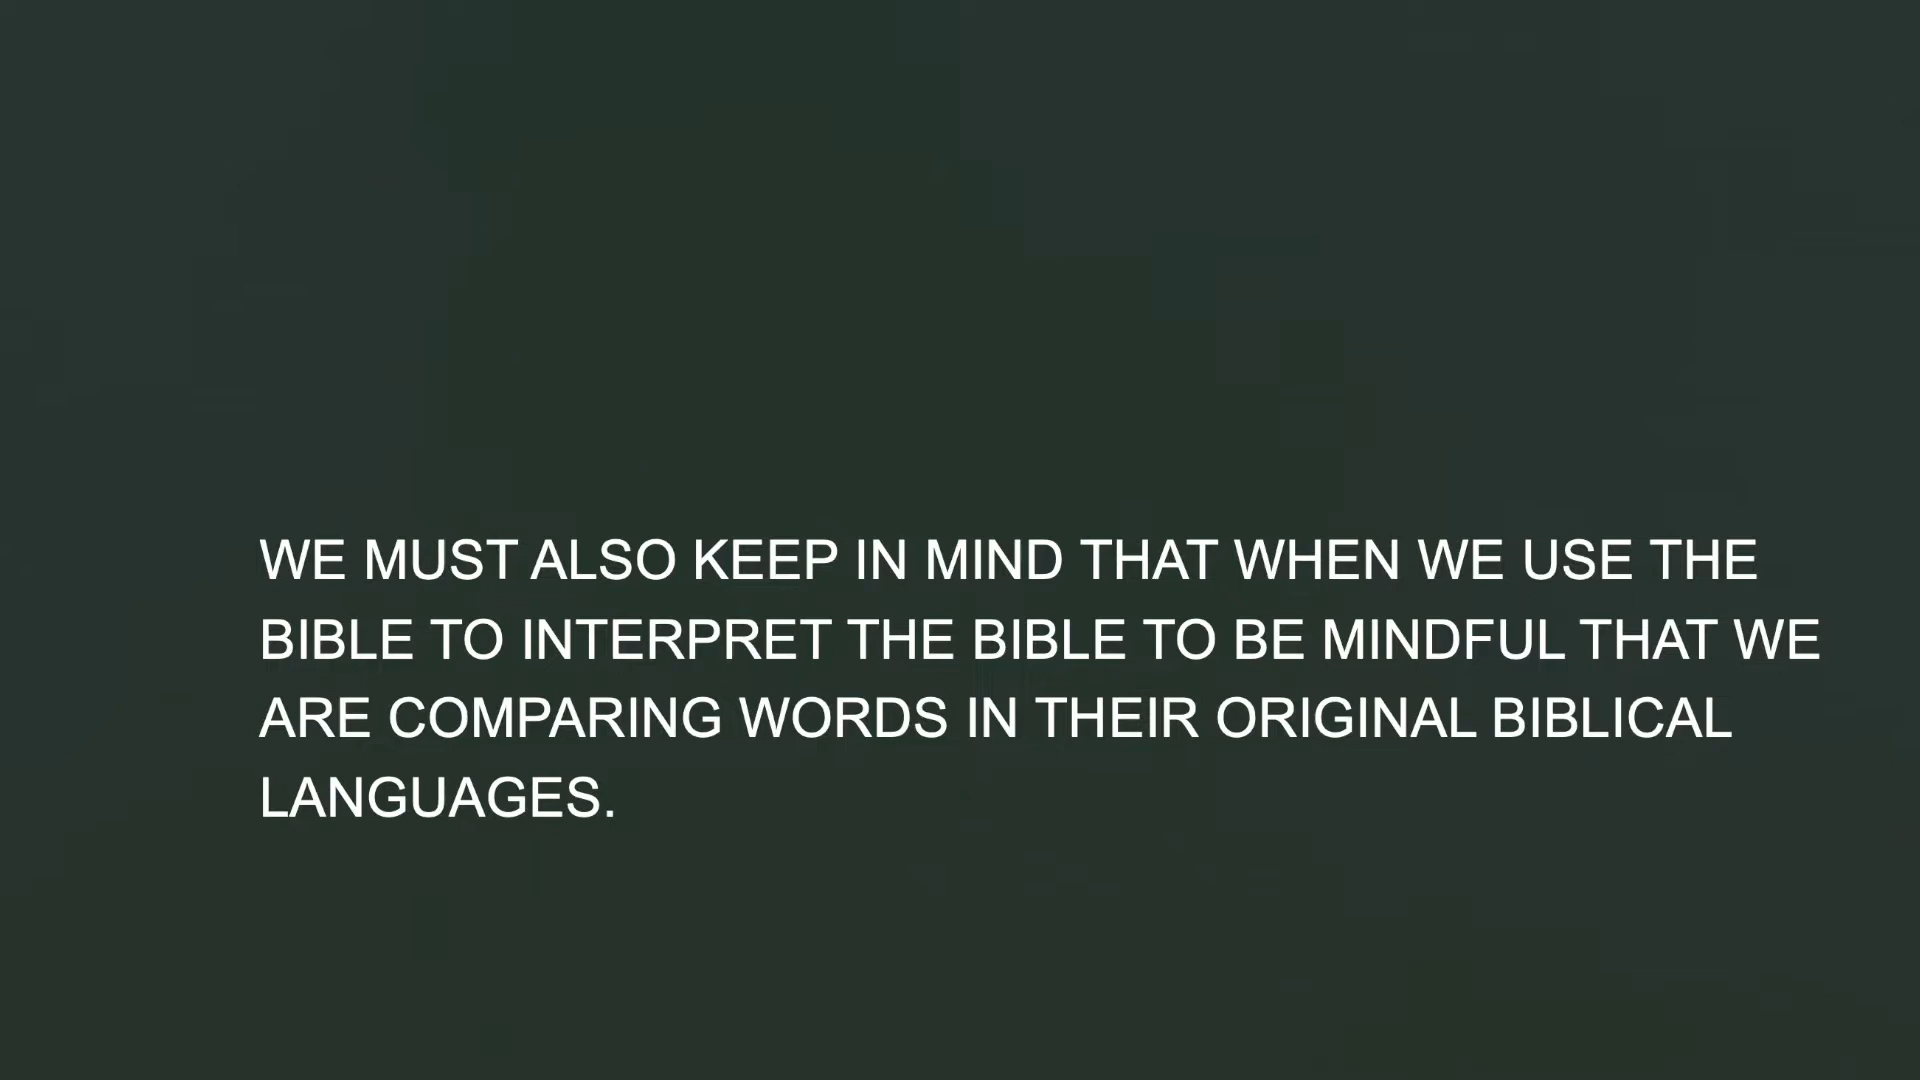 WE MUST ALSO KEEP IN MIND THAT WHEN WE USE THE
BIBLE TO INTERPRET THE BIBLE TO BE MINDFUL THAT WE
ARE COMPARING WORDS IN THEIR ORIGINAL BIBLICAL
LANGUAGES.